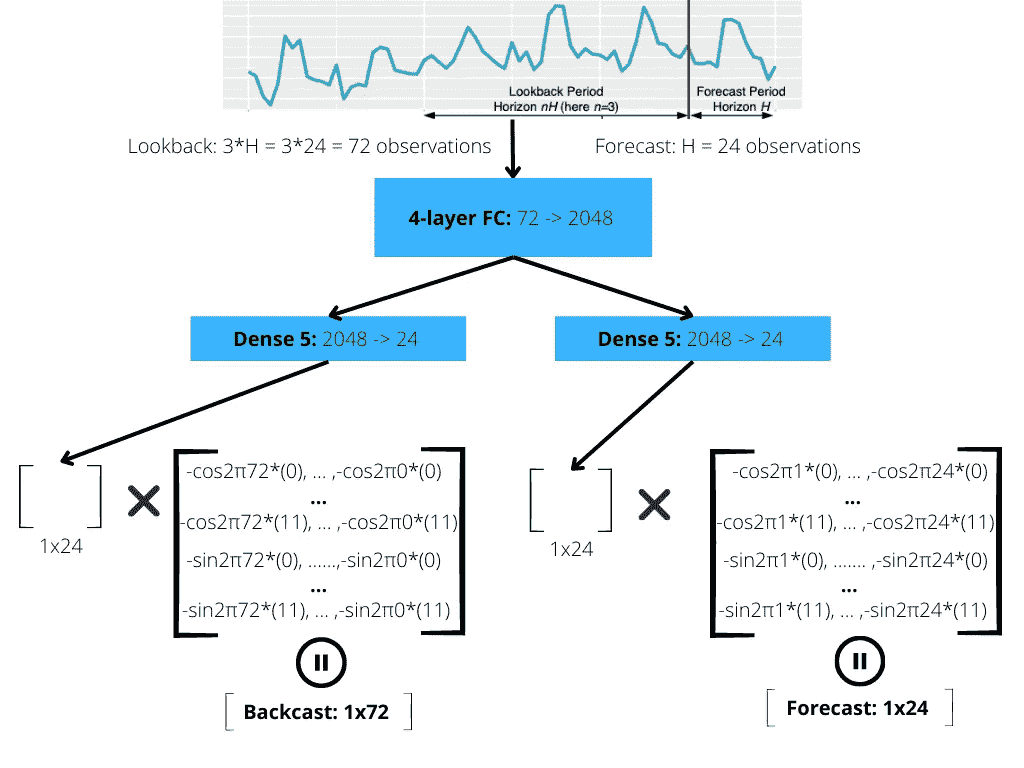 Lookback Period
Horizon nH (here n=3)
Forecast Period
Horizon H
Lookback: 3*H = 3*24 = 72 observations
Forecast: H = 24 observations
4-layer FC: 72 -> 2048
Dense 5: 2048 -> 24
Dense 5: 2048 -> 24
1x24
-cos2π72*(0), ... ,-cos2π0*(0)
...
-cos2π72*(11), ... ,-cos2π0*(11)
-sin2π72*(0), ......,-sin2π0*(0)
...
-sin2π72*(11), ... ,-sin2π0*(11)
Backcast: 1x72
1x24
-cos2π1*(0), ... ,-cos2π24*(0)
...
-cos2π1*(11), ... ,-cos2π24*(11)
-sin2π1*(0), ....... ,-sin2π24*(0)
...
-sin2π1*(11), ... ,-sin2π24*(11)
Forecast: 1x24